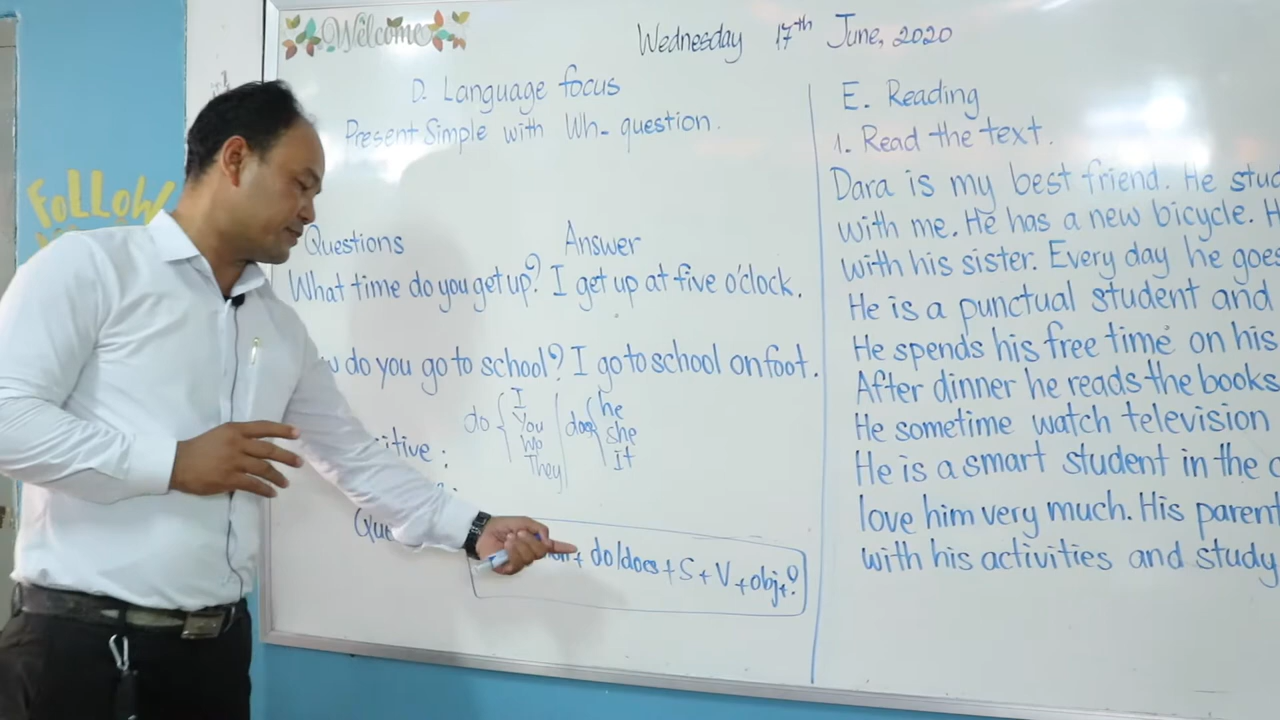 Welcome
FOLLOW
Wednesday 17th June, 2020
D. Language focus
Present Simple with Wh- question.
Questions Answer
What time do you get up? I get up at five o'clock.
do you go to school? I go to school on foot.
do { I You We They | does { he she It
itive :
+ do/does + S + V + obj + ?
E. Reading
1. Read the text.
Dara is my best friend. He stud
with me. He has a new bicycle. H
with his sister. Every day he goes
He is a punctual student and
He spends his free time on his
After dinner he reads the books
He sometime watch television
He is a smart student in the c
love him very much. His parent
with his activities and study